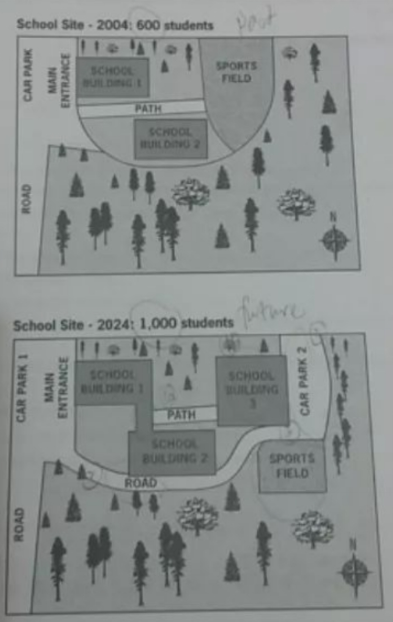 School Site - 2004: 600 students
past
CAR PARK
MAIN
ENTRANCE
SCHOOL
BUILDING 1
SPORTS
FIELD
PATH
SCHOOL
BUILDING 2
ROAD
N
future
School Site - 2024: 1,000 students
CAR PARK 1
MAIN
ENTRANCE
SCHOOL
BUILDING 1
SCHOOL
BUILDING
3
CAR PARK 2
PATH
SCHOOL
BUILDING 2
SPORTS
FIELD
ROAD
ROAD
N